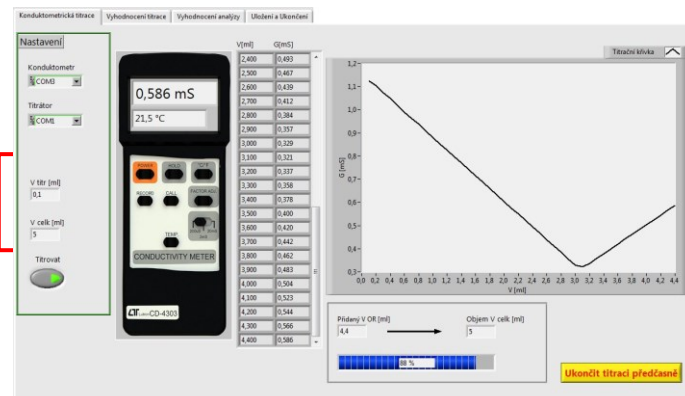 Konduktometrická titrace Vyhodnocení titrace Vyhodnocení analýzy Uložení a Ukončení
Nastavení
Konduktometr
COM3
Titrátor
COM1
V titr [ml]
0,1
V celk [ml]
5
Titrovat
0,586 mS
21,5 °C
POWER HOLD
RECORD CALL FACTOR ADJ.
TEMP.
CONDUCTIVITY METER
CD-4303
V[ml] G[mS]
2,400 0,493
2,500 0,467
2,600 0,439
2,700 0,412
2,800 0,384
2,900 0,357
3,000 0,329
3,100 0,321
3,200 0,337
3,300 0,358
3,400 0,378
3,500 0,400
3,600 0,420
3,700 0,442
3,800 0,462
3,900 0,483
4,000 0,504
4,100 0,523
4,200 0,544
4,300 0,566
4,400 0,586
Titrační křivka
1,2
1,1
1,0
0,9
0,8
0,7
0,6
0,5
0,4
0,3
G [mS]
0,0 0,2 0,4 0,6 0,8 1,0 1,2 1,4 1,6 1,8 2,0 2,2 2,4 2,6 2,8 3,0 3,2 3,4 3,6 3,8 4,0 4,2 4,4
V [ml]
Přidaný V OR [ml] Objem V celk [ml]
4,4 5
88 %
Ukončit titraci předčasně